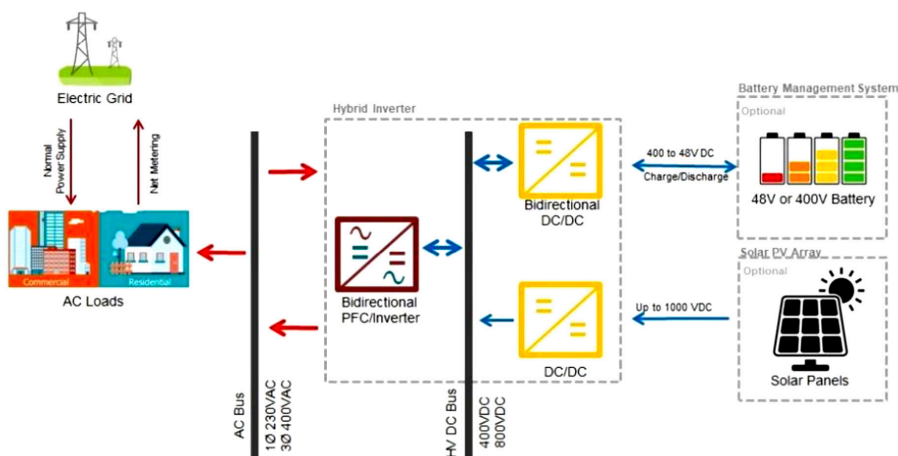 Electric Grid
Normal
Power Supply
Net Metering
Commercial
Residential
AC Loads
AC Bus
1Ø 230VAC
3Ø 400VAC
Hybrid Inverter
Bidirectional
PFC/Inverter
HV DC Bus
400VDC
800VDC
Bidirectional
DC/DC
DC/DC
400 to 48V DC
Charge/Discharge
Up to 1000 VDC
Battery Management System
Optional
48V or 400V Battery
Solar PV Array
Optional
Solar Panels